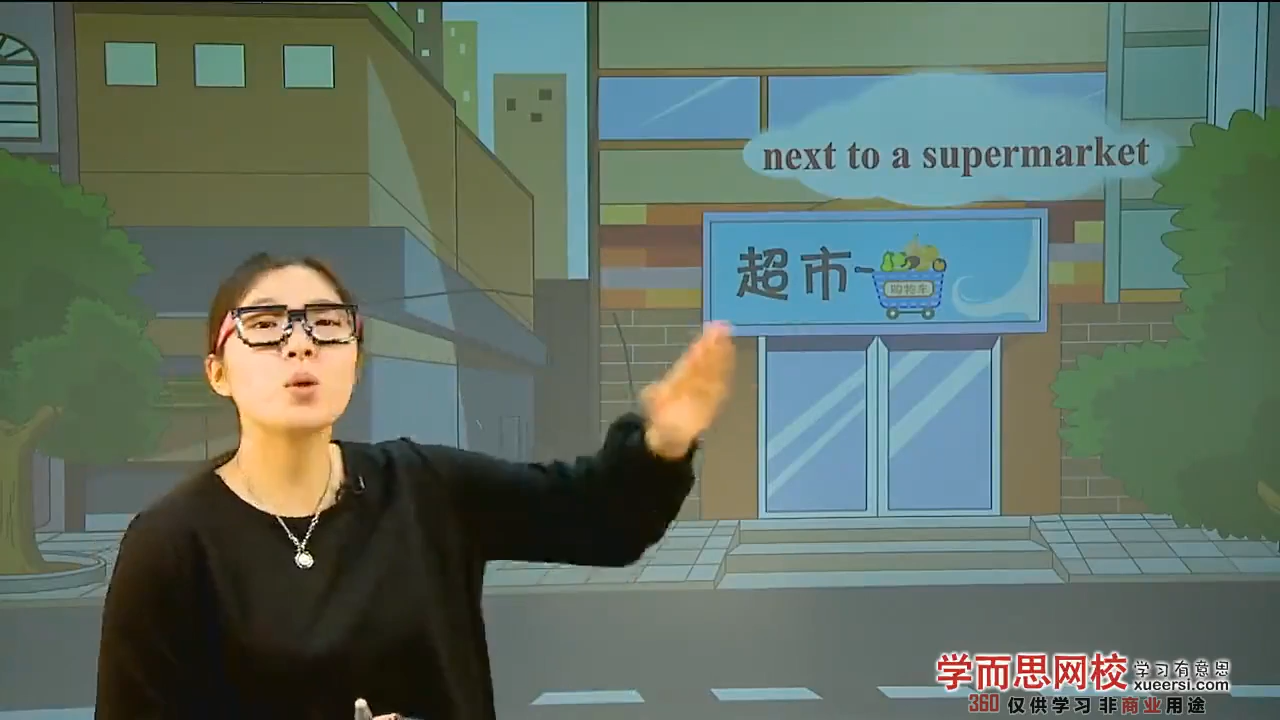 next to a supermarket
超市
购物车
学而思网校
学习有意思
xueersi.com
360 仅供学习 非商业用途